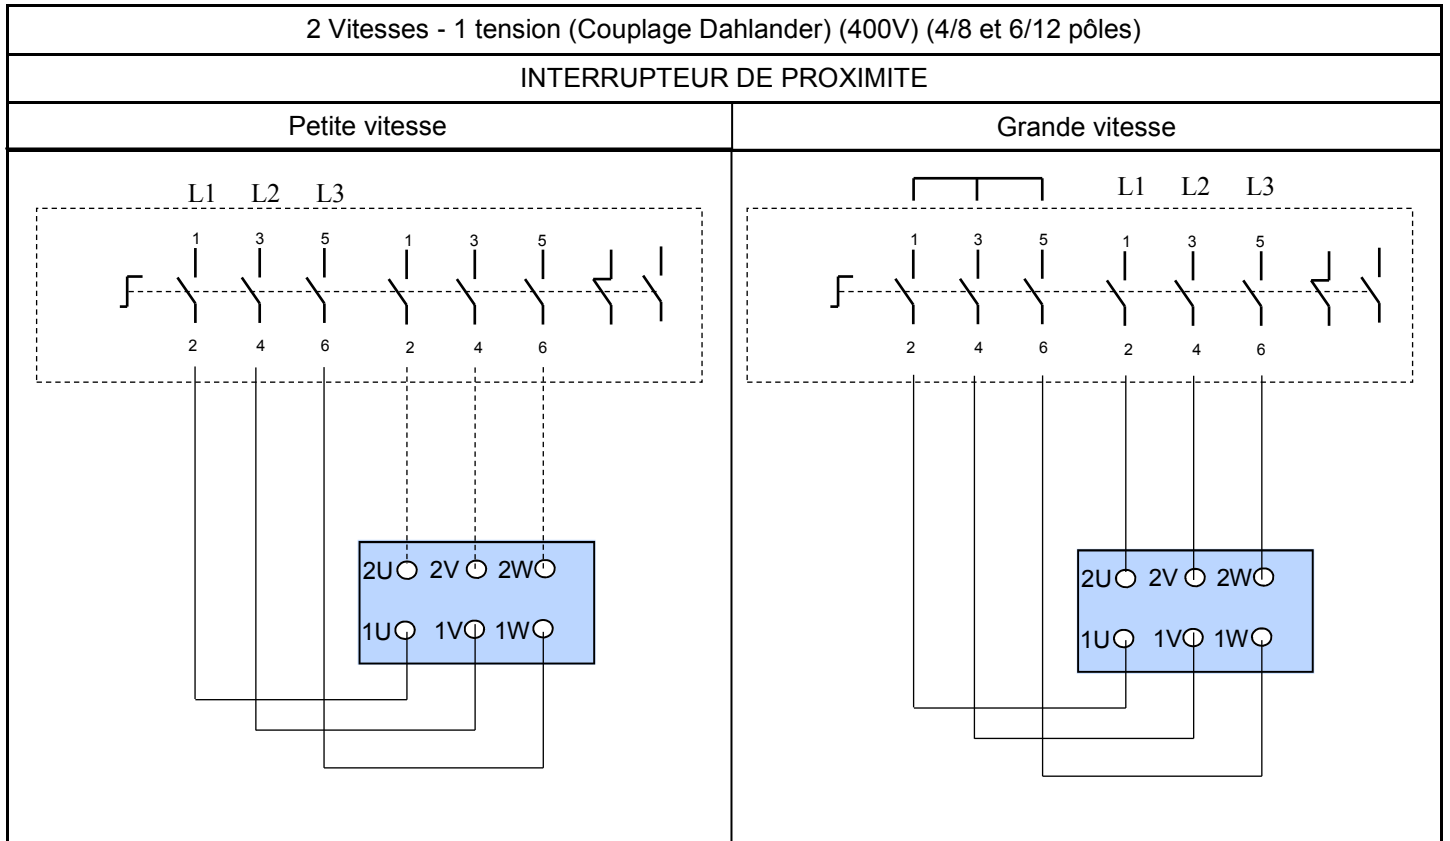 2 Vitesses - 1 tension (Couplage Dahlander) (400V) (4/8 et 6/12 pôles)
INTERRUPTEUR DE PROXIMITE
Petite vitesse
L1 L2 L3
1 3 5 1 3 5
2 4 6 2 4 6
2U 2V 2W
1U 1V 1W
Grande vitesse
L1 L2 L3
1 3 5 1 3 5
2 4 6 2 4 6
2U 2V 2W
1U 1V 1W